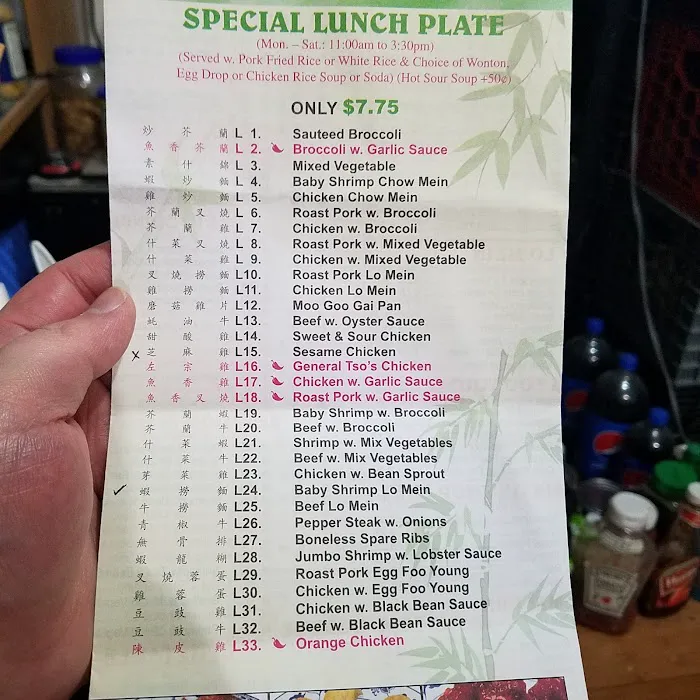 SPECIAL LUNCH PLATE
(Mon. – Sat.: 11:00am to 3:30pm)
(Served w. Pork Fried Rice or White Rice & Choice of Wonton,
Egg Drop or Chicken Rice Soup or Soda) (Hot Sour Soup +50¢)
ONLY $7.75
炒芥蘭 L 1. Sauteed Broccoli
魚香芥蘭 L 2. Broccoli w. Garlic Sauce
素什錦 L 3. Mixed Vegetable
蝦炒麵 L 4. Baby Shrimp Chow Mein
雞炒麵 L 5. Chicken Chow Mein
芥蘭叉燒 L 6. Roast Pork w. Broccoli
芥蘭雞 L 7. Chicken w. Broccoli
什菜叉燒 L 8. Roast Pork w. Mixed Vegetable
什菜雞 L 9. Chicken w. Mixed Vegetable
叉燒撈麵 L10. Roast Pork Lo Mein
雞撈麵 L11. Chicken Lo Mein
磨菇雞片 L12. Moo Goo Gai Pan
蚝油牛 L13. Beef w. Oyster Sauce
甜酸雞 L14. Sweet & Sour Chicken
x 芝麻雞 L15. Sesame Chicken
左宗雞 L16. General Tso's Chicken
魚香雞 L17. Chicken w. Garlic Sauce
魚香叉燒 L18. Roast Pork w. Garlic Sauce
芥蘭蝦 L19. Baby Shrimp w. Broccoli
芥蘭牛 L20. Beef w. Broccoli
什菜蝦 L21. Shrimp w. Mix Vegetables
什菜牛 L22. Beef w. Mix Vegetables
芽菜雞 L23. Chicken w. Bean Sprout
✓ 蝦撈麵 L24. Baby Shrimp Lo Mein
牛撈麵 L25. Beef Lo Mein
青椒牛 L26. Pepper Steak w. Onions
無骨排 L27. Boneless Spare Ribs
蝦龍糊 L28. Jumbo Shrimp w. Lobster Sauce
叉燒蓉蛋 L29. Roast Pork Egg Foo Young
雞蓉蛋 L30. Chicken w. Egg Foo Young
豆豉雞 L31. Chicken w. Black Bean Sauce
豆豉牛 L32. Beef w. Black Bean Sauce
陳皮雞 L33. Orange Chicken